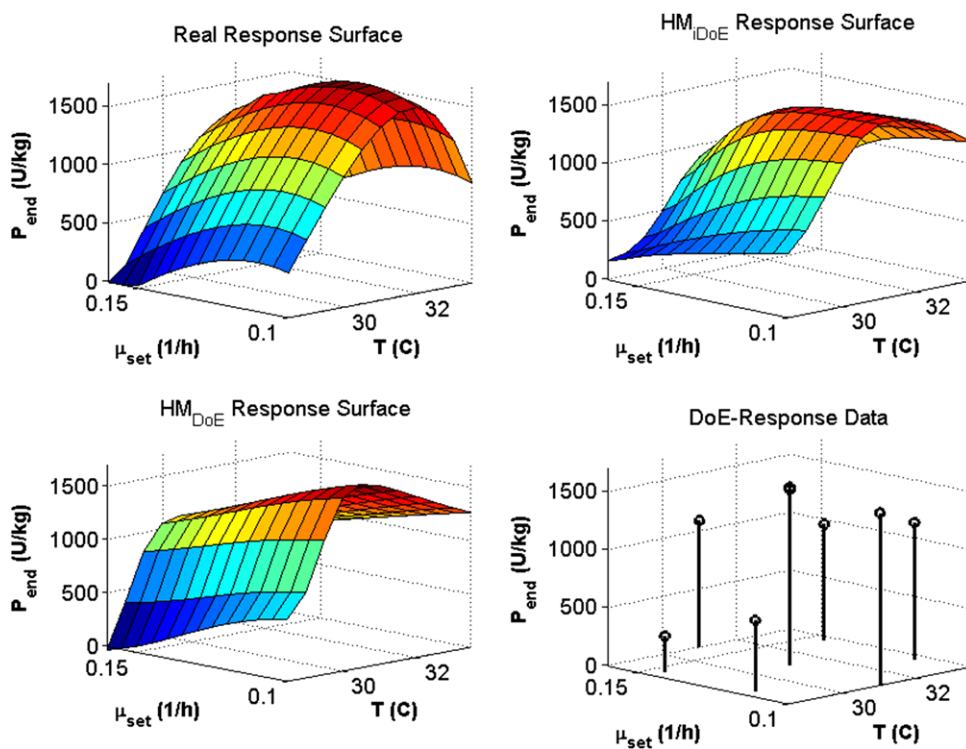 Real Response Surface
1500
1000
500
0
P_end (U/kg)
0.15
0.1
30
32
μ_set (1/h)
T (C)
HM_iDoE Response Surface
1500
1000
500
0
P_end (U/kg)
0.15
0.1
30
32
μ_set (1/h)
T (C)
HM_DoE Response Surface
1500
1000
500
0
P_end (U/kg)
0.15
0.1
30
32
μ_set (1/h)
T (C)
DoE-Response Data
1500
1000
500
0
P_end (U/kg)
0.15
0.1
30
32
μ_set (1/h)
T (C)